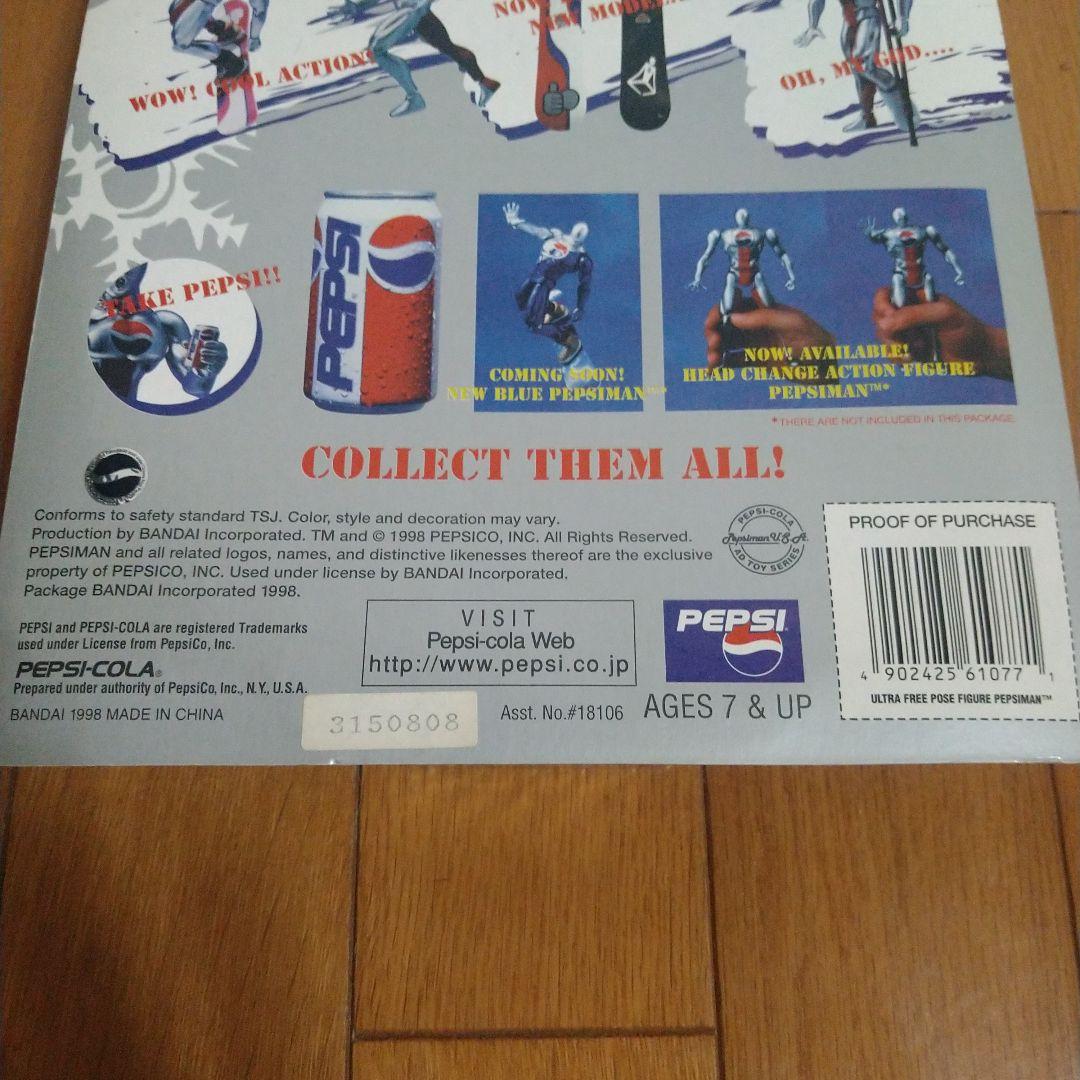 NOW
NEW MODEL!!
WOW! COOL ACTION!
OH, MY GOD....
TAKE PEPSI!!
PEPSI
COMING SOON!
NEW BLUE PEPSIMAN™*
NOW! AVAILABLE!
HEAD CHANGE ACTION FIGURE
PEPSIMAN™*
*THERE ARE NOT INCLUDED IN THIS PACKAGE.
COLLECT THEM ALL!
Conforms to safety standard TSJ. Color, style and decoration may vary.
Production by BANDAI Incorporated. TM and © 1998 PEPSICO, INC. All Rights Reserved.
PEPSIMAN and all related logos, names, and distinctive likenesses thereof are the exclusive
property of PEPSICO, INC. Used under license by BANDAI Incorporated.
Package BANDAI Incorporated 1998.
PEPSI-COLA
Pepsiman U.S.A.
AD TOY SERIES
PROOF OF PURCHASE
4 902425 61077 1
ULTRA FREE POSE FIGURE PEPSIMAN™
PEPSI and PEPSI-COLA are registered Trademarks
used under License from PepsiCo, Inc.
PEPSI-COLA®
Prepared under authority of PepsiCo, Inc., N.Y., U.S.A.
BANDAI 1998 MADE IN CHINA
VISIT
Pepsi-cola Web
http://www.pepsi.co.jp
PEPSI
3150808
Asst. No.#18106
AGES 7 & UP